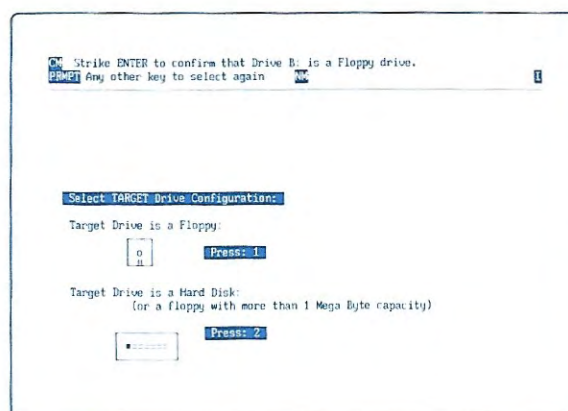 CM Strike ENTER to confirm that Drive B: is a Floppy drive.
PRMPT Any other key to select again NM I
Select TARGET Drive Configuration:
Target Drive is a Floppy:
Press: 1
Target Drive is a Hard Disk:
(or a floppy with more than 1 Mega Byte capacity)
Press: 2